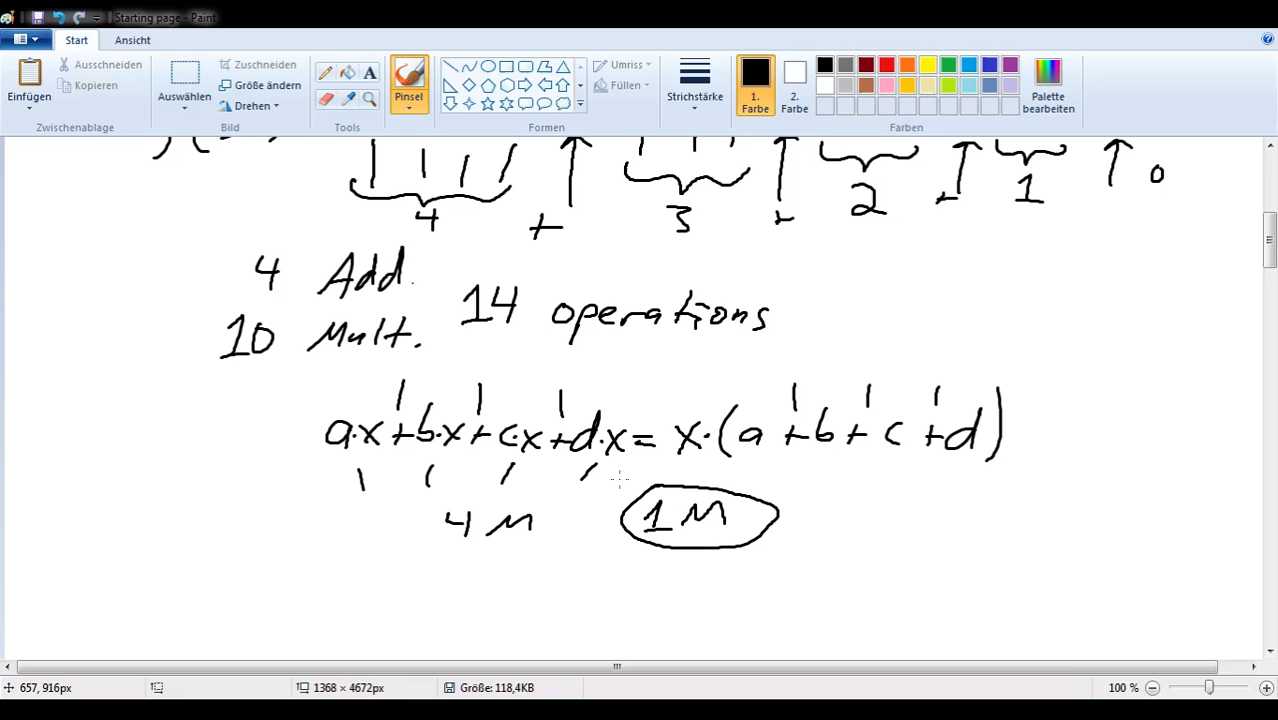 Starting page - Paint
Start Ansicht
Einfügen
Ausschneiden
Kopieren
Zwischenablage
Auswählen
Zuschneiden
Größe ändern
Drehen
Bild
A
Pinsel
Tools
Umriss
Füllen
Formen
Strichstärke
1. Farbe
2. Farbe
Palette bearbeiten
Farben
4 + 3 + 2 + 1 0
4 Add.
10 Mult.
14 operations
a·x+b·x+c·x+d·x= x·(a+b+c+d)
4 M 1 M
657, 916px
1368 × 4672px
Größe: 118,4KB
100 %